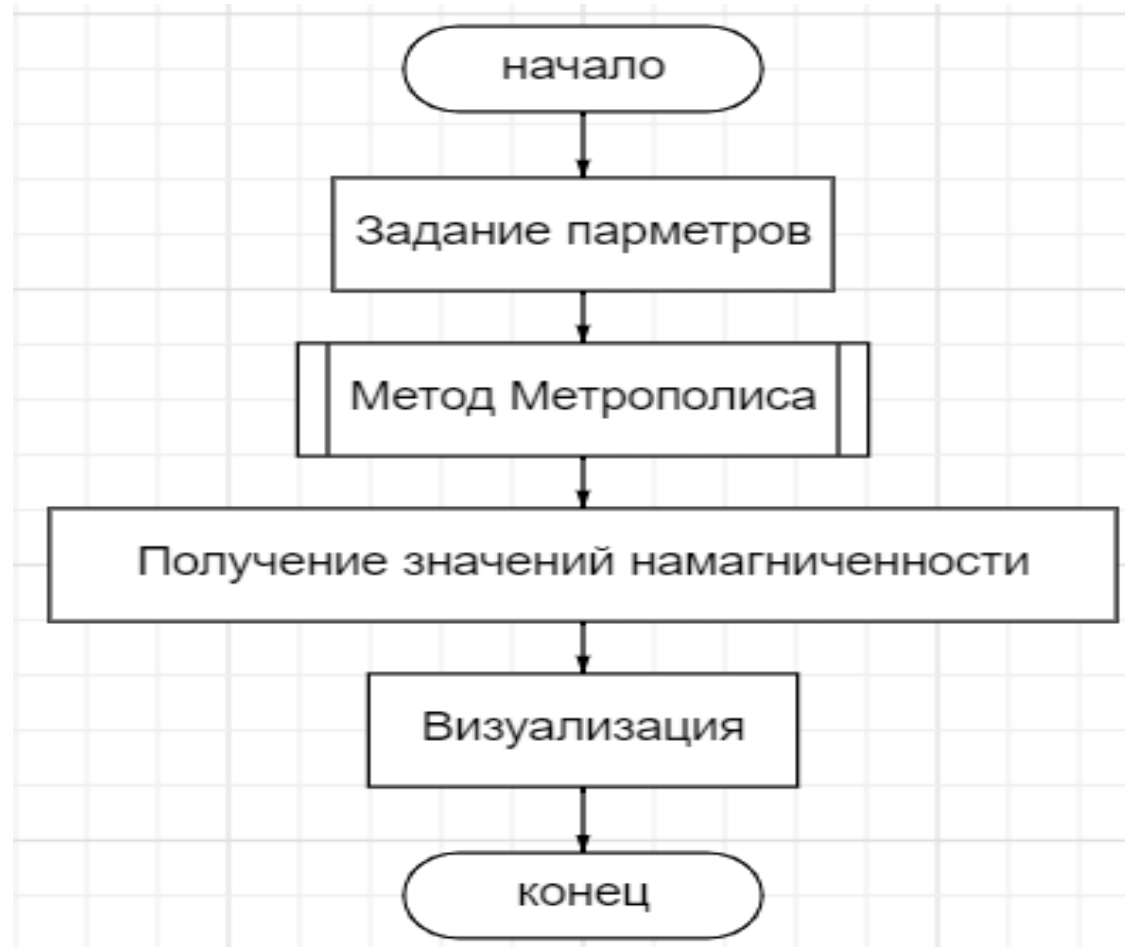 начало
Задание парметров
Метод Метрополиса
Получение значений намагниченности
Визуализация
конец